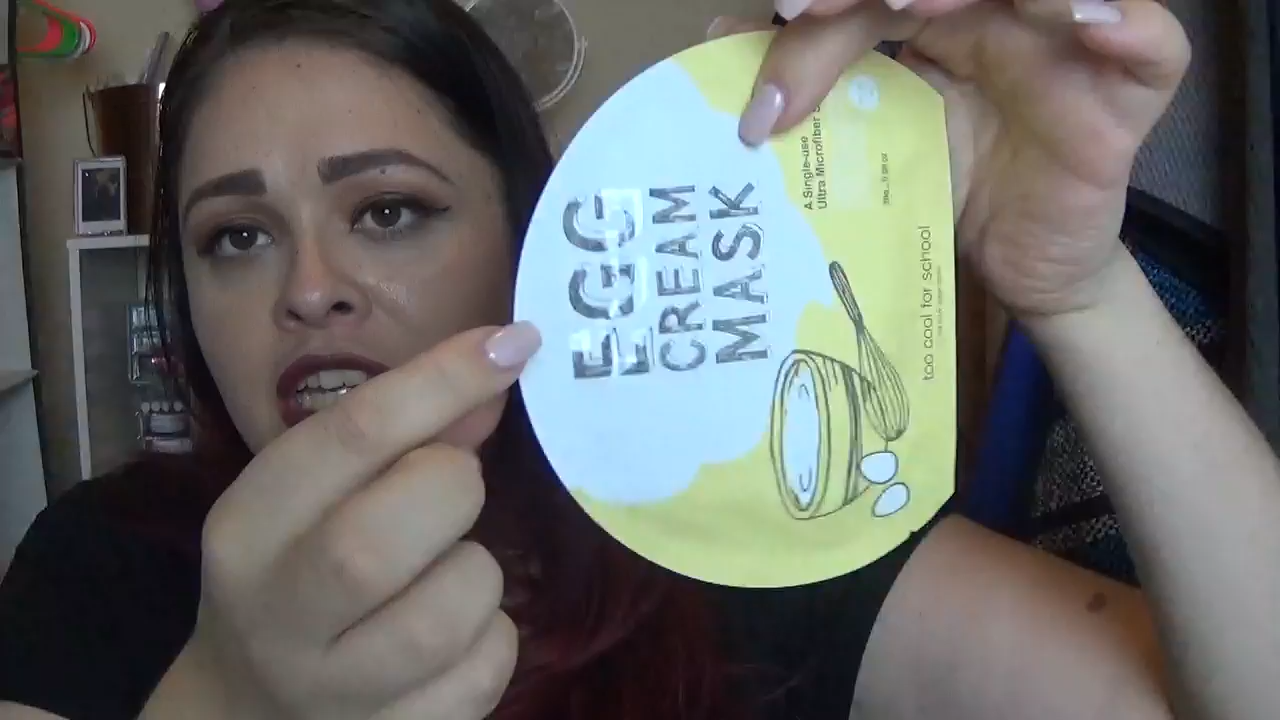 EGG
CREAM
MASK
A Single-use
Ultra Microfiber
too cool for school